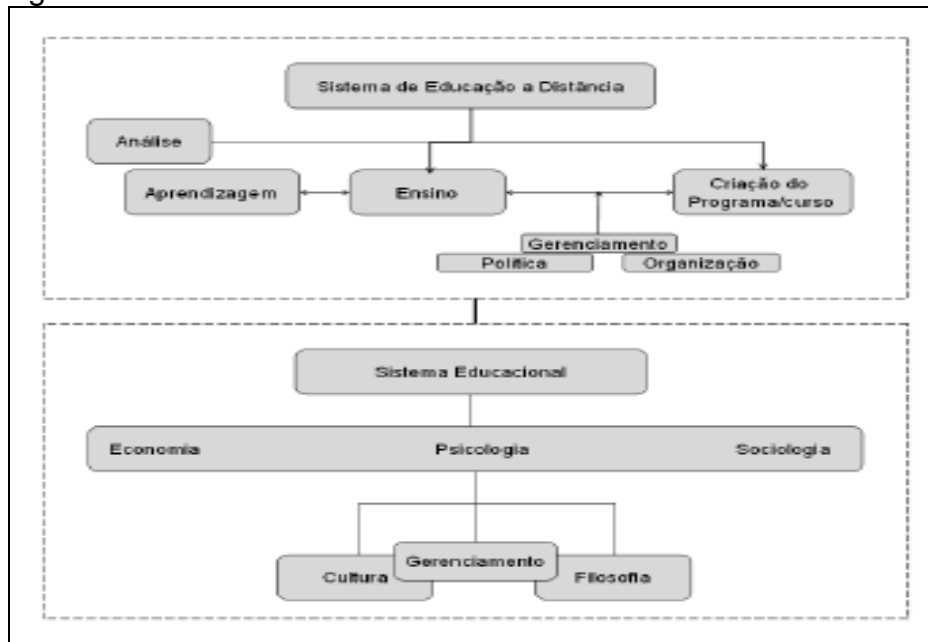 Sistema de Educação a Distância
Análise
Aprendizagem
Ensino
Criação do
Programa/curso
Gerenciamento
Política
Organização
Sistema Educacional
Economia Psicologia Sociologia
Gerenciamento
Cultura
Filosofia